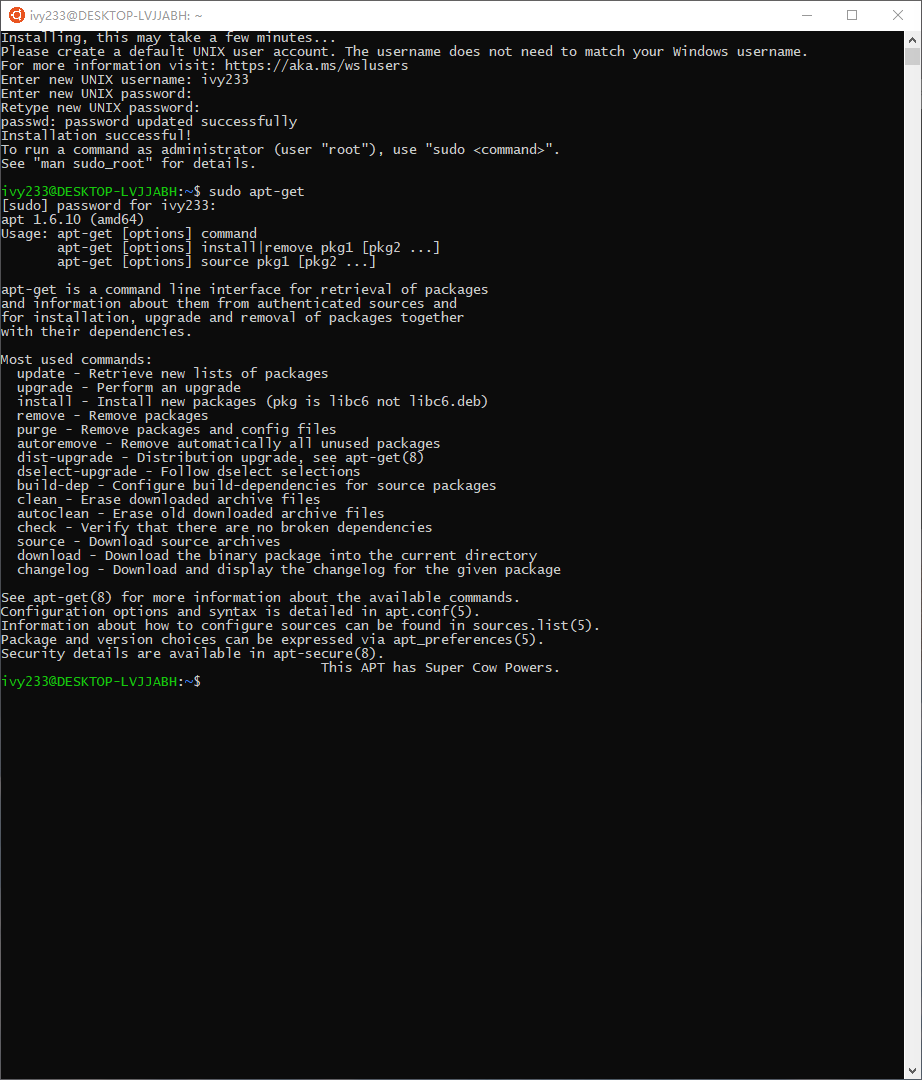 ivy233@DESKTOP-LVJJABH: ~
Installing, this may take a few minutes...
Please create a default UNIX user account. The username does not need to match your Windows username.
For more information visit: https://aka.ms/wslusers
Enter new UNIX username: ivy233
Enter new UNIX password:
Retype new UNIX password:
passwd: password updated successfully
Installation successful!
To run a command as administrator (user "root"), use "sudo <command>".
See "man sudo_root" for details.

ivy233@DESKTOP-LVJJABH:~$ sudo apt-get
[sudo] password for ivy233:
apt 1.6.10 (amd64)
Usage: apt-get [options] command
       apt-get [options] install|remove pkg1 [pkg2 ...]
       apt-get [options] source pkg1 [pkg2 ...]

apt-get is a command line interface for retrieval of packages
and information about them from authenticated sources and
for installation, upgrade and removal of packages together
with their dependencies.

Most used commands:
  update - Retrieve new lists of packages
  upgrade - Perform an upgrade
  install - Install new packages (pkg is libc6 not libc6.deb)
  remove - Remove packages
  purge - Remove packages and config files
  autoremove - Remove automatically all unused packages
  dist-upgrade - Distribution upgrade, see apt-get(8)
  dselect-upgrade - Follow dselect selections
  build-dep - Configure build-dependencies for source packages
  clean - Erase downloaded archive files
  autoclean - Erase old downloaded archive files
  check - Verify that there are no broken dependencies
  source - Download source archives
  download - Download the binary package into the current directory
  changelog - Download and display the changelog for the given package

See apt-get(8) for more information about the available commands.
Configuration options and syntax is detailed in apt.conf(5).
Information about how to configure sources can be found in sources.list(5).
Package and version choices can be expressed via apt_preferences(5).
Security details are available in apt-secure(8).
                                        This APT has Super Cow Powers.
ivy233@DESKTOP-LVJJABH:~$